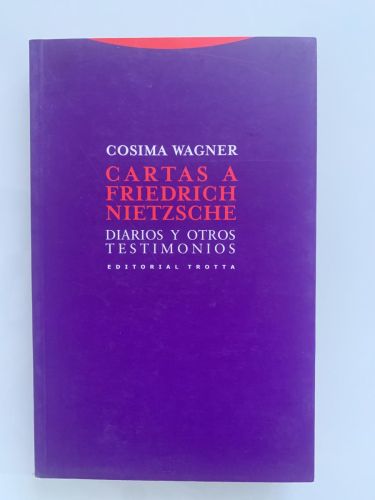 COSIMA WAGNER
CARTAS A
FRIEDRICH
NIETZSCHE
DIARIOS Y OTROS
TESTIMONIOS
EDITORIAL TROTTA